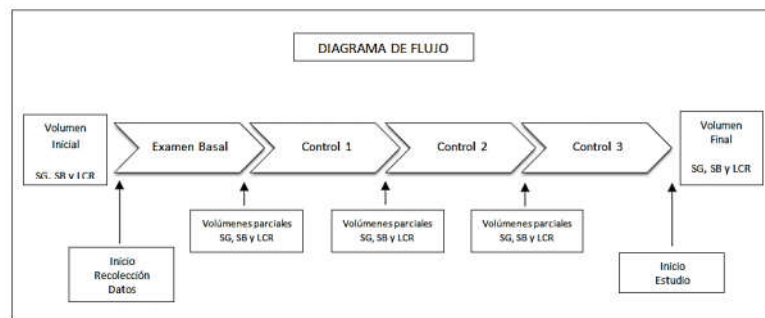 DIAGRAMA DE FLUJO
Volumen
Inicial
SG, SB y LCR
Examen Basal
Control 1
Control 2
Control 3
Volumen
Final
SG, SB y LCR
Volúmenes parciales
SG, SB y LCR
Volúmenes parciales
SG, SB y LCR
Volúmenes parciales
SG, SB y LCR
Inicio
Recolección
Datos
Inicio
Estudio